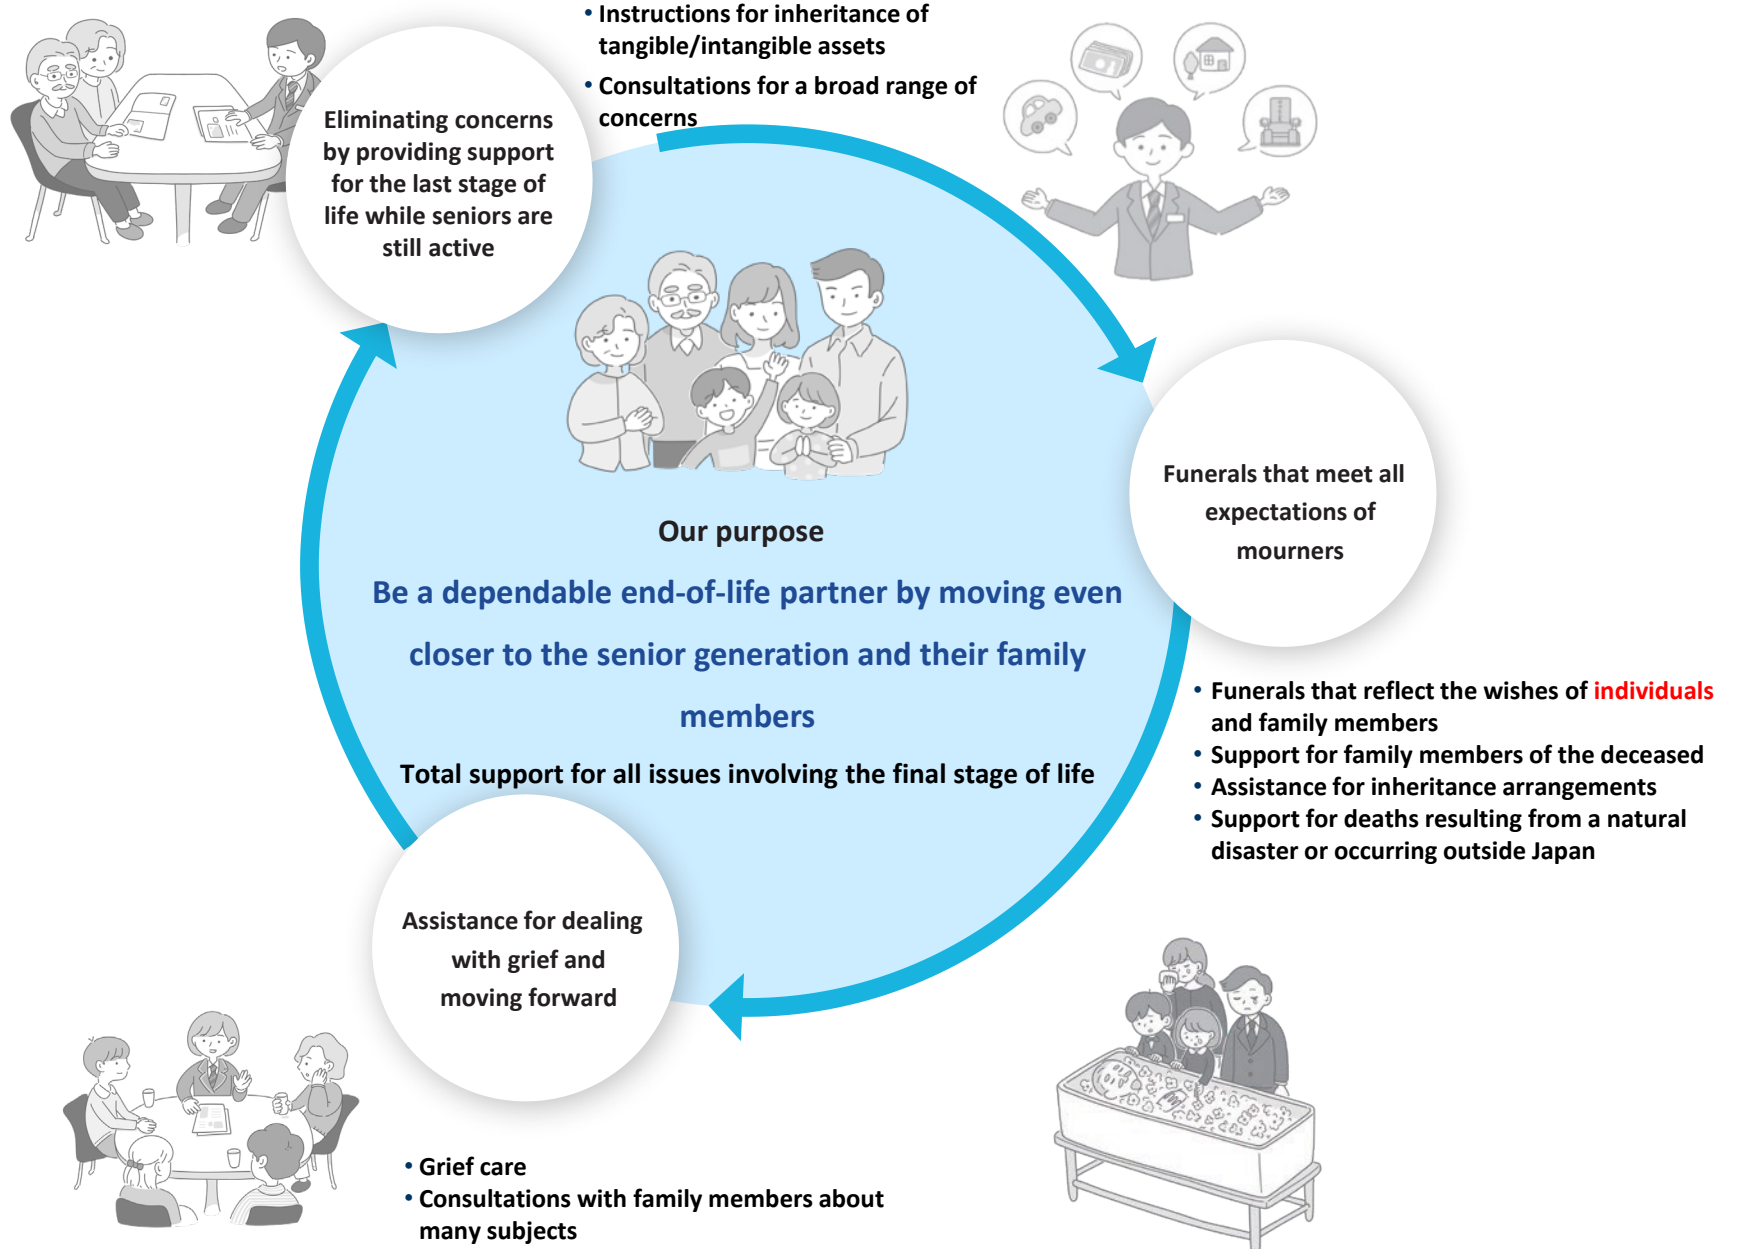 • Instructions for inheritance of
tangible/intangible assets
• Consultations for a broad range of
concerns
Eliminating concerns
by providing support
for the last stage of
life while seniors are
still active
Funerals that meet all
expectations of
mourners
Our purpose
Be a dependable end-of-life partner by moving even
closer to the senior generation and their family
members
Total support for all issues involving the final stage of life
• Funerals that reflect the wishes of individuals
and family members
• Support for family members of the deceased
• Assistance for inheritance arrangements
• Support for deaths resulting from a natural
disaster or occurring outside Japan
Assistance for dealing
with grief and
moving forward
• Grief care
• Consultations with family members about
many subjects